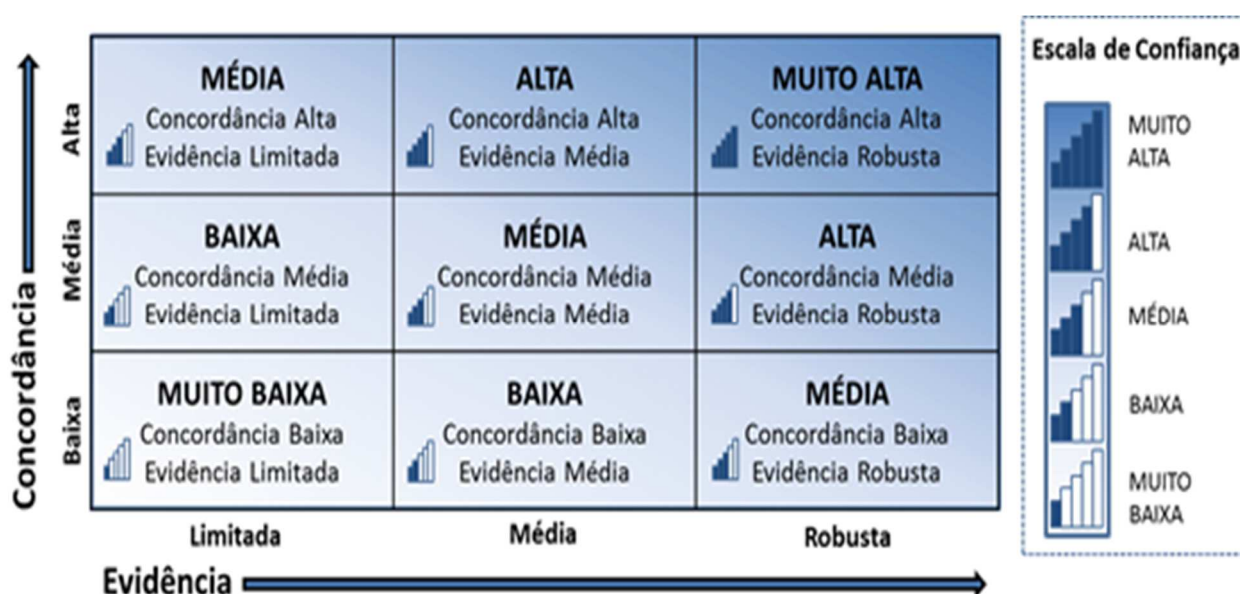 Concordância
Alta
MÉDIA
Concordância Alta
Evidência Limitada
ALTA
Concordância Alta
Evidência Média
MUITO ALTA
Concordância Alta
Evidência Robusta
Média
BAIXA
Concordância Média
Evidência Limitada
MÉDIA
Concordância Média
Evidência Média
ALTA
Concordância Média
Evidência Robusta
Baixa
MUITO BAIXA
Concordância Baixa
Evidência Limitada
BAIXA
Concordância Baixa
Evidência Média
MÉDIA
Concordância Baixa
Evidência Robusta
Limitada
Média
Robusta
Evidência
Escala de Confiança
MUITO
ALTA
ALTA
MÉDIA
BAIXA
MUITO
BAIXA